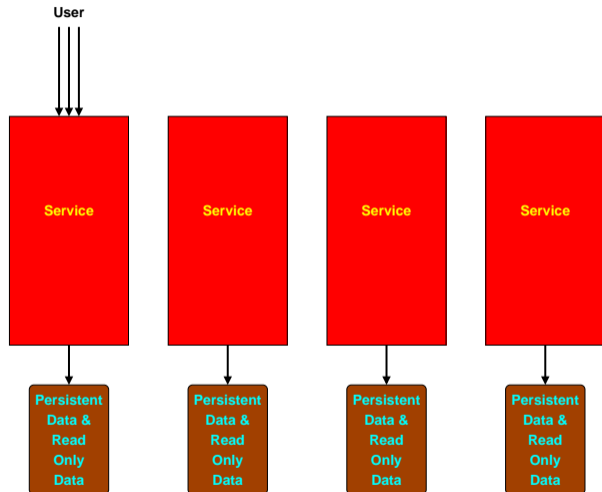 User
Service
Service
Service
Service
Persistent
Data &
Read
Only
Data
Persistent
Data &
Read
Only
Data
Persistent
Data &
Read
Only
Data
Persistent
Data &
Read
Only
Data